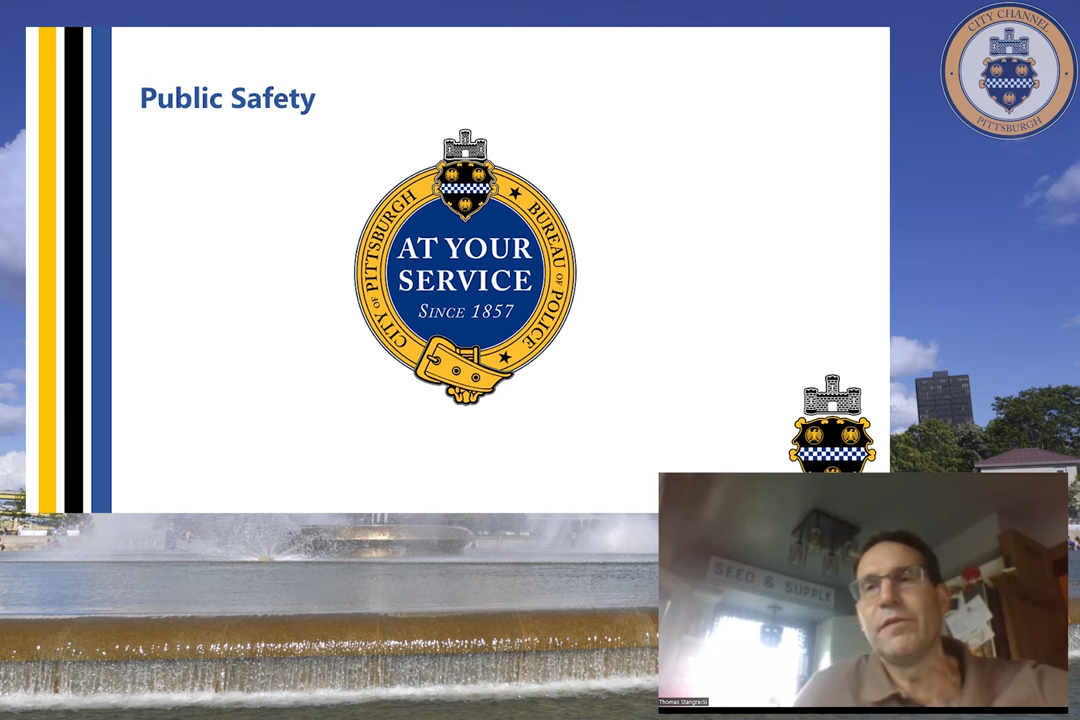 CITY CHANNEL
PITTSBURGH
Public Safety
CITY OF PITTSBURGH
BUREAU OF POLICE
AT YOUR
SERVICE
SINCE 1857
SEED & SUPPLY
Thomas Stangrecki